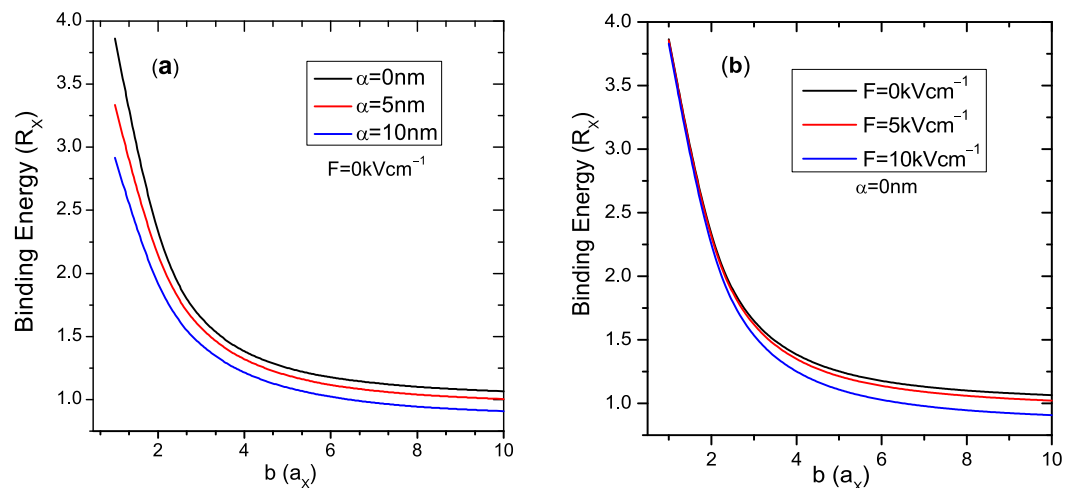 (a)
α=0nm
α=5nm
α=10nm
F=0kVcm⁻¹
Binding Energy (R_X)
4.0
3.5
3.0
2.5
2.0
1.5
1.0
2
4
6
8
10
b (a_X)
(b)
F=0kVcm⁻¹
F=5kVcm⁻¹
F=10kVcm⁻¹
α=0nm
Binding Energy (R_X)
4.0
3.5
3.0
2.5
2.0
1.5
1.0
2
4
6
8
10
b (a_X)